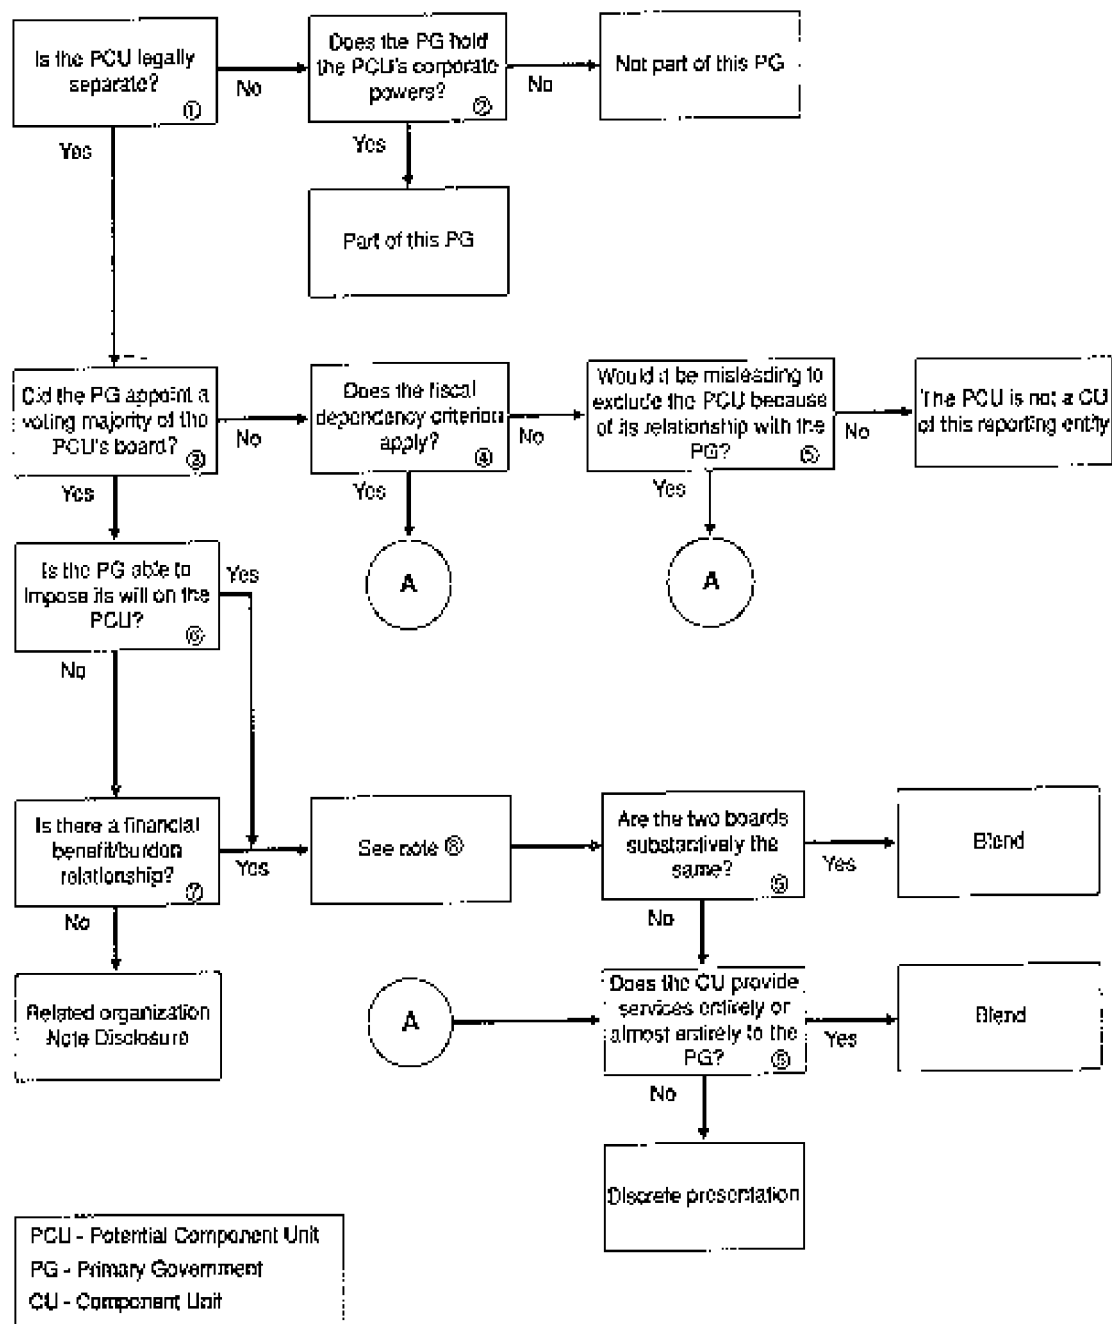 Is the PCU legally
separate?
①
No
Does the PG hold
the PCU's corporate
powers?
②
No
Not part of this PG
Yes
Yes
Part of this PG
Did the PG appoint a
voting majority of the
PCU's board?
③
No
Does the fiscal
dependency criterion
apply?
④
No
Would it be misleading to
exclude the PCU because
of its relationship with the
PG?
⑤
No
The PCU is not a CU
of this reporting entity
Yes
Yes
Yes
Is the PG able to
impose its will on the
PCU?
⑥
Yes
A
A
No
Is there a financial
benefit/burden
relationship?
⑦
Yes
See note ⑧
Are the two boards
substantively the
same?
⑨
Yes
Blend
No
No
Related organization
Note Disclosure
A
Does the CU provide
services entirely or
almost entirely to the
PG?
Yes
Blend
No
Discrete presentation
PCU - Potential Component Unit
PG - Primary Government
CU - Component Unit